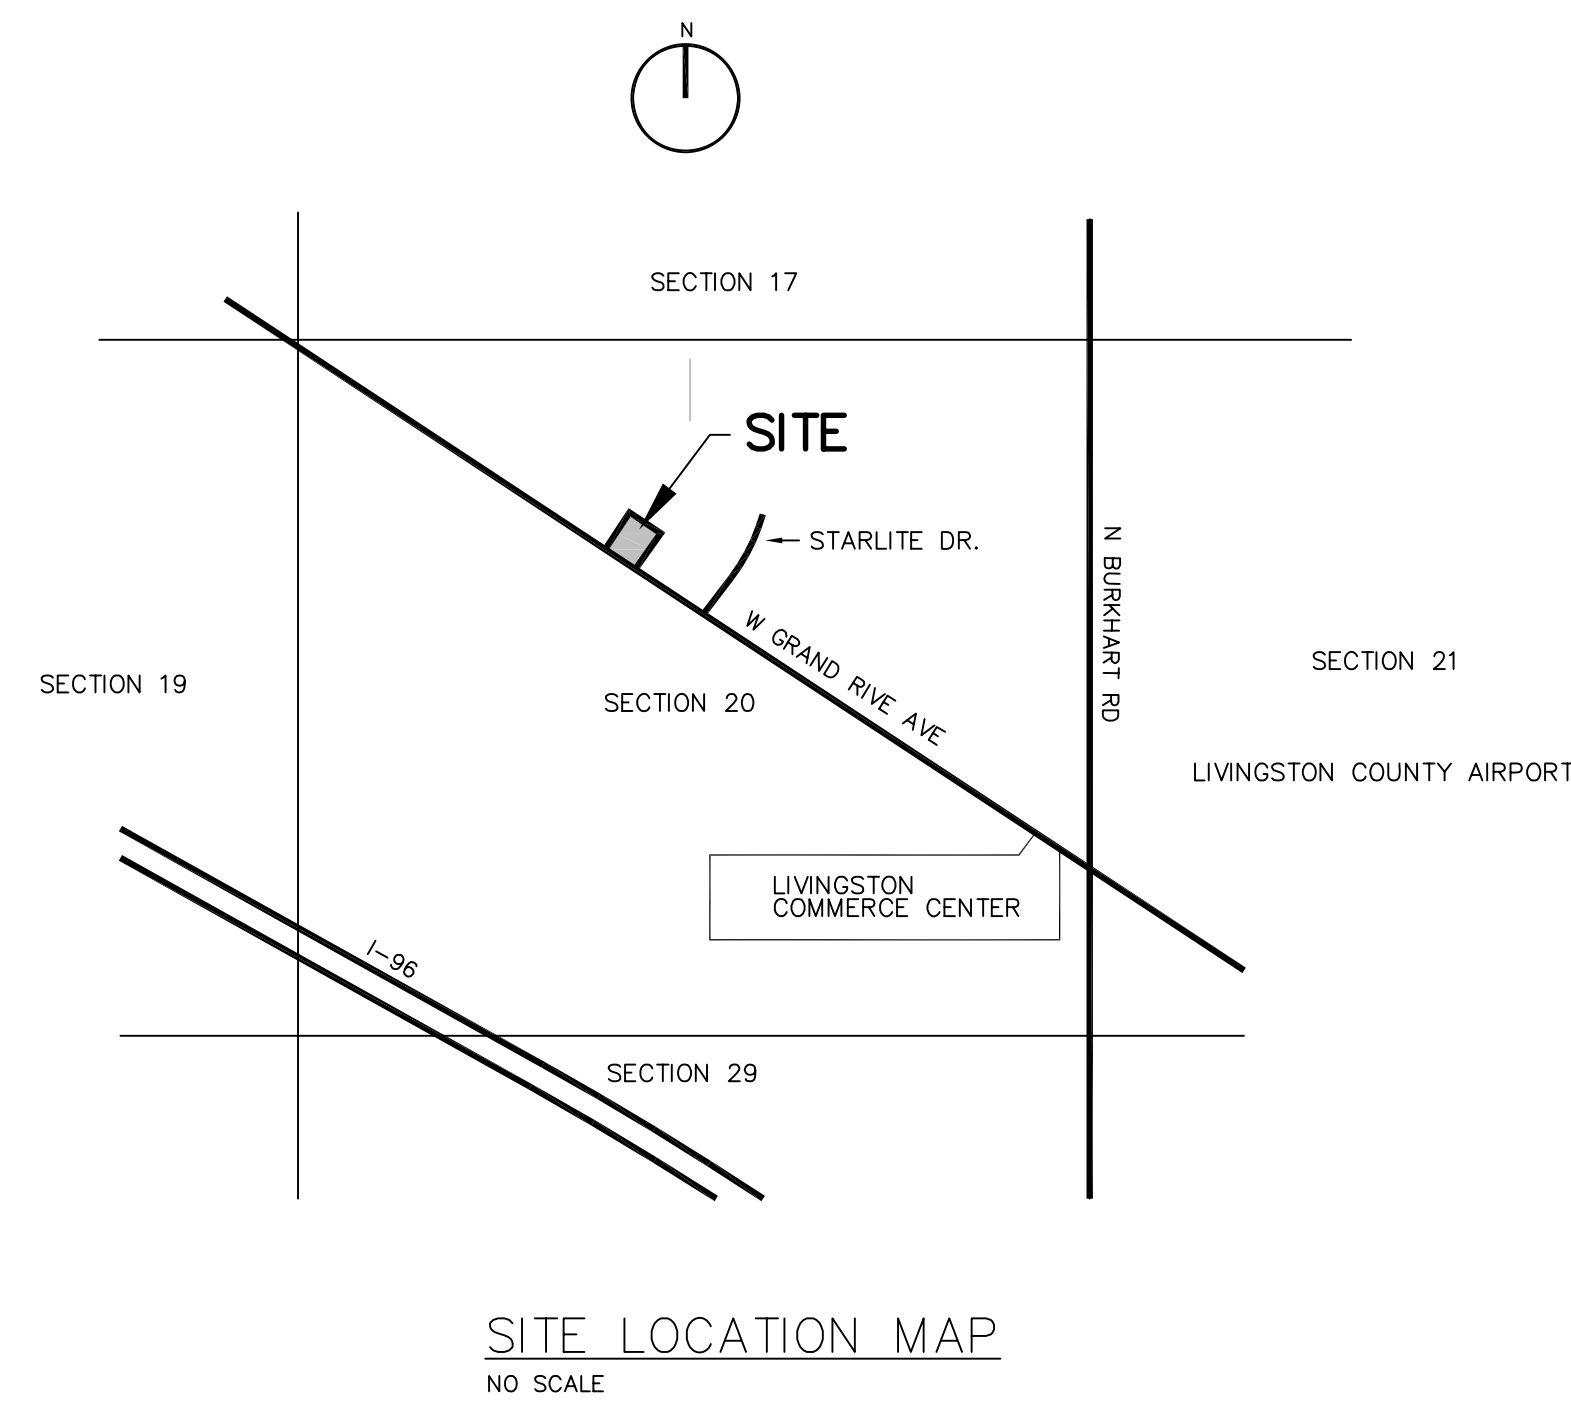 N
SECTION 17
SITE
STARLITE DR.
N BURKHART RD
W GRAND RIVE AVE
SECTION 21
SECTION 19
SECTION 20
LIVINGSTON COUNTY AIRPORT
LIVINGSTON
COMMERCE CENTER
I-96
SECTION 29
SITE LOCATION MAP
NO SCALE